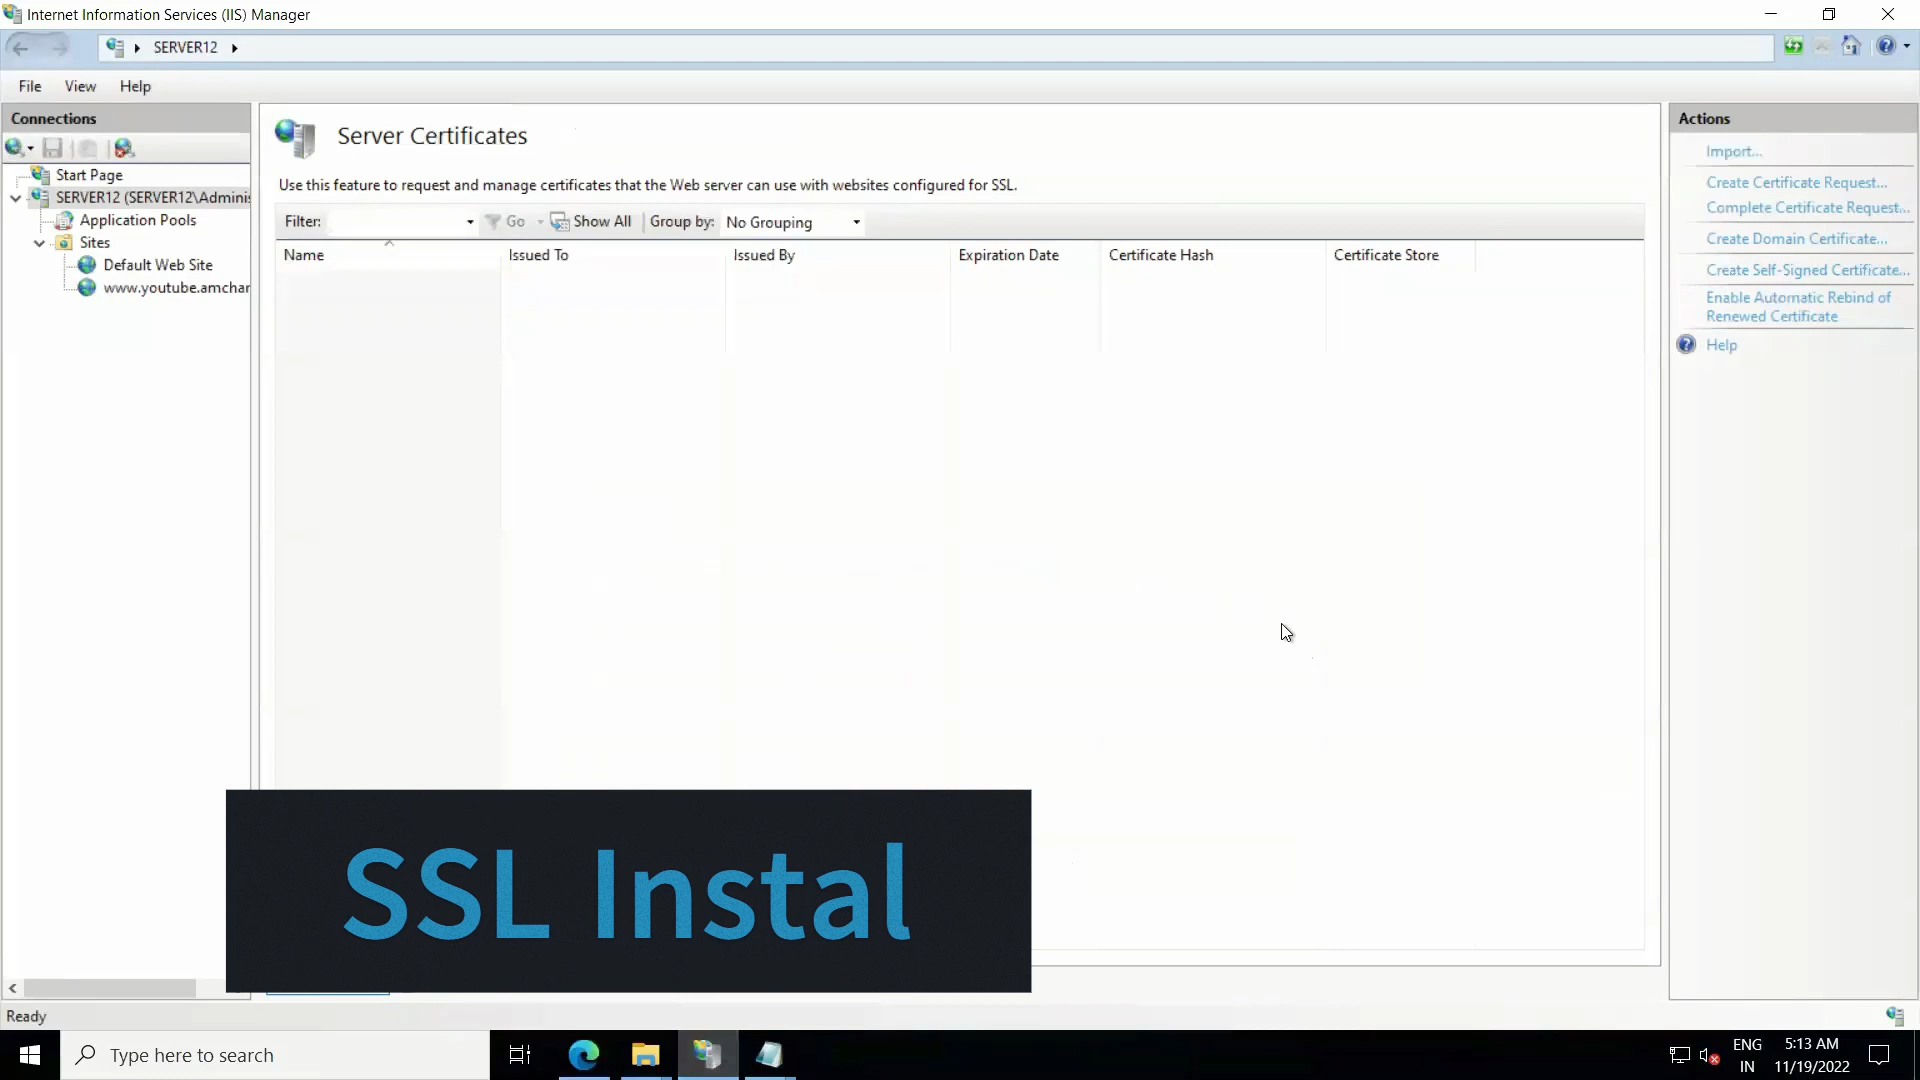 Internet Information Services (IIS) Manager
SERVER12
File View Help
Connections
Start Page
SERVER12 (SERVER12\Adminis
Application Pools
Sites
Default Web Site
www.youtube.amchar
Server Certificates
Use this feature to request and manage certificates that the Web server can use with websites configured for SSL.
Filter: Go Show All Group by: No Grouping
Name Issued To Issued By Expiration Date Certificate Hash Certificate Store
Actions
Import...
Create Certificate Request...
Complete Certificate Request...
Create Domain Certificate...
Create Self-Signed Certificate...
Enable Automatic Rebind of
Renewed Certificate
Help
SSL Instal
Ready
Type here to search
ENG
IN
5:13 AM
11/19/2022